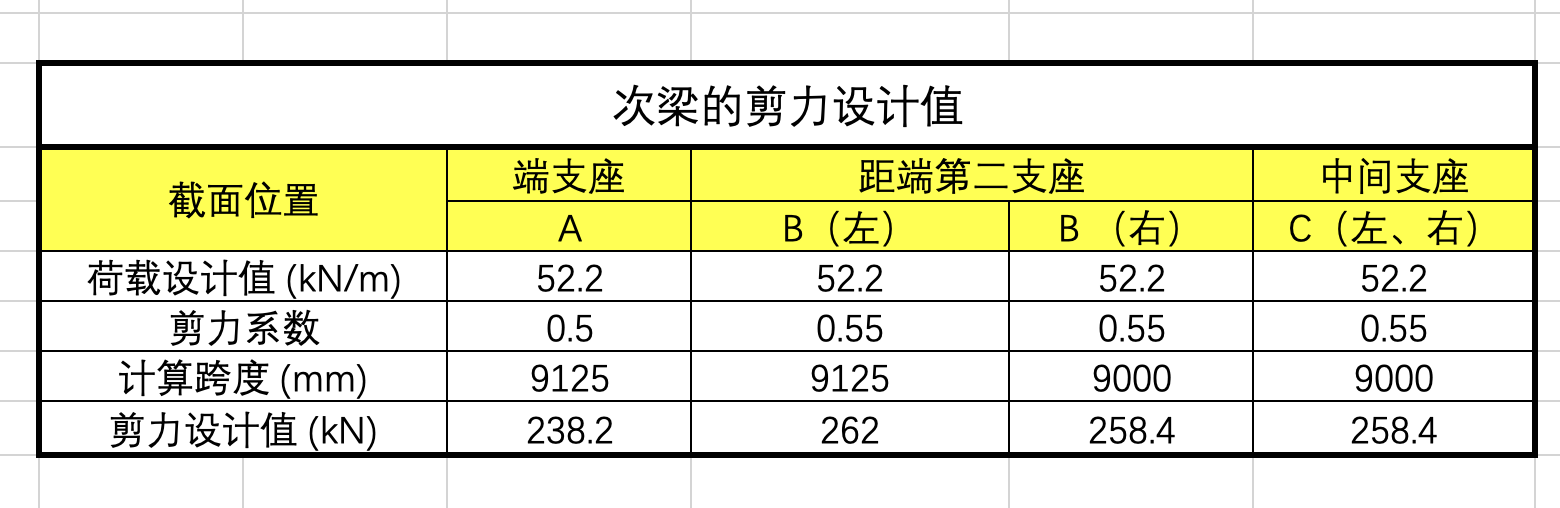 次梁的剪力设计值
截面位置 端支座 距端第二支座 中间支座
A B（左） B （右） C（左、右）
荷载设计值 (kN/m) 52.2 52.2 52.2 52.2
剪力系数 0.5 0.55 0.55 0.55
计算跨度 (mm) 9125 9125 9000 9000
剪力设计值 (kN) 238.2 262 258.4 258.4